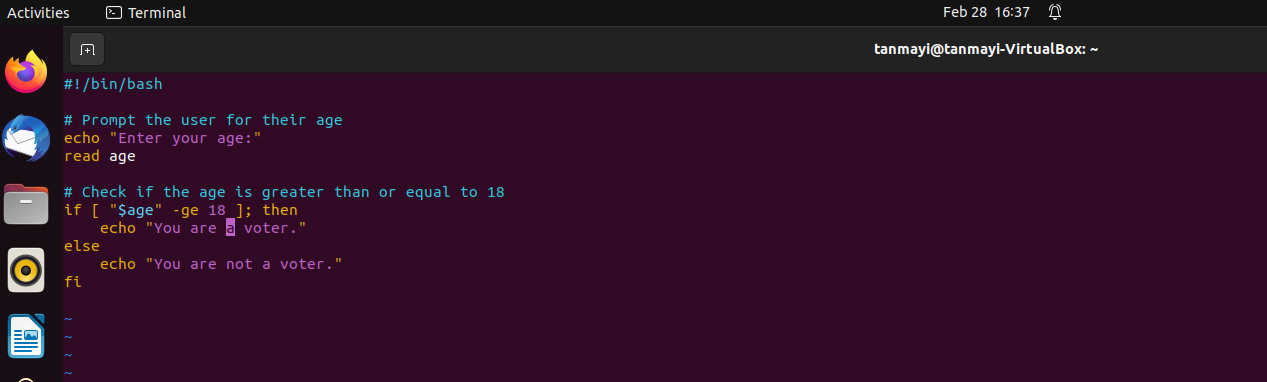 Activities Terminal Feb 28 16:37
tanmayi@tanmayi-VirtualBox: ~
#!/bin/bash
# Prompt the user for their age
echo "Enter your age:"
read age
# Check if the age is greater than or equal to 18
if [ "$age" -ge 18 ]; then
    echo "You are a voter."
else
    echo "You are not a voter."
fi
~
~
~
~